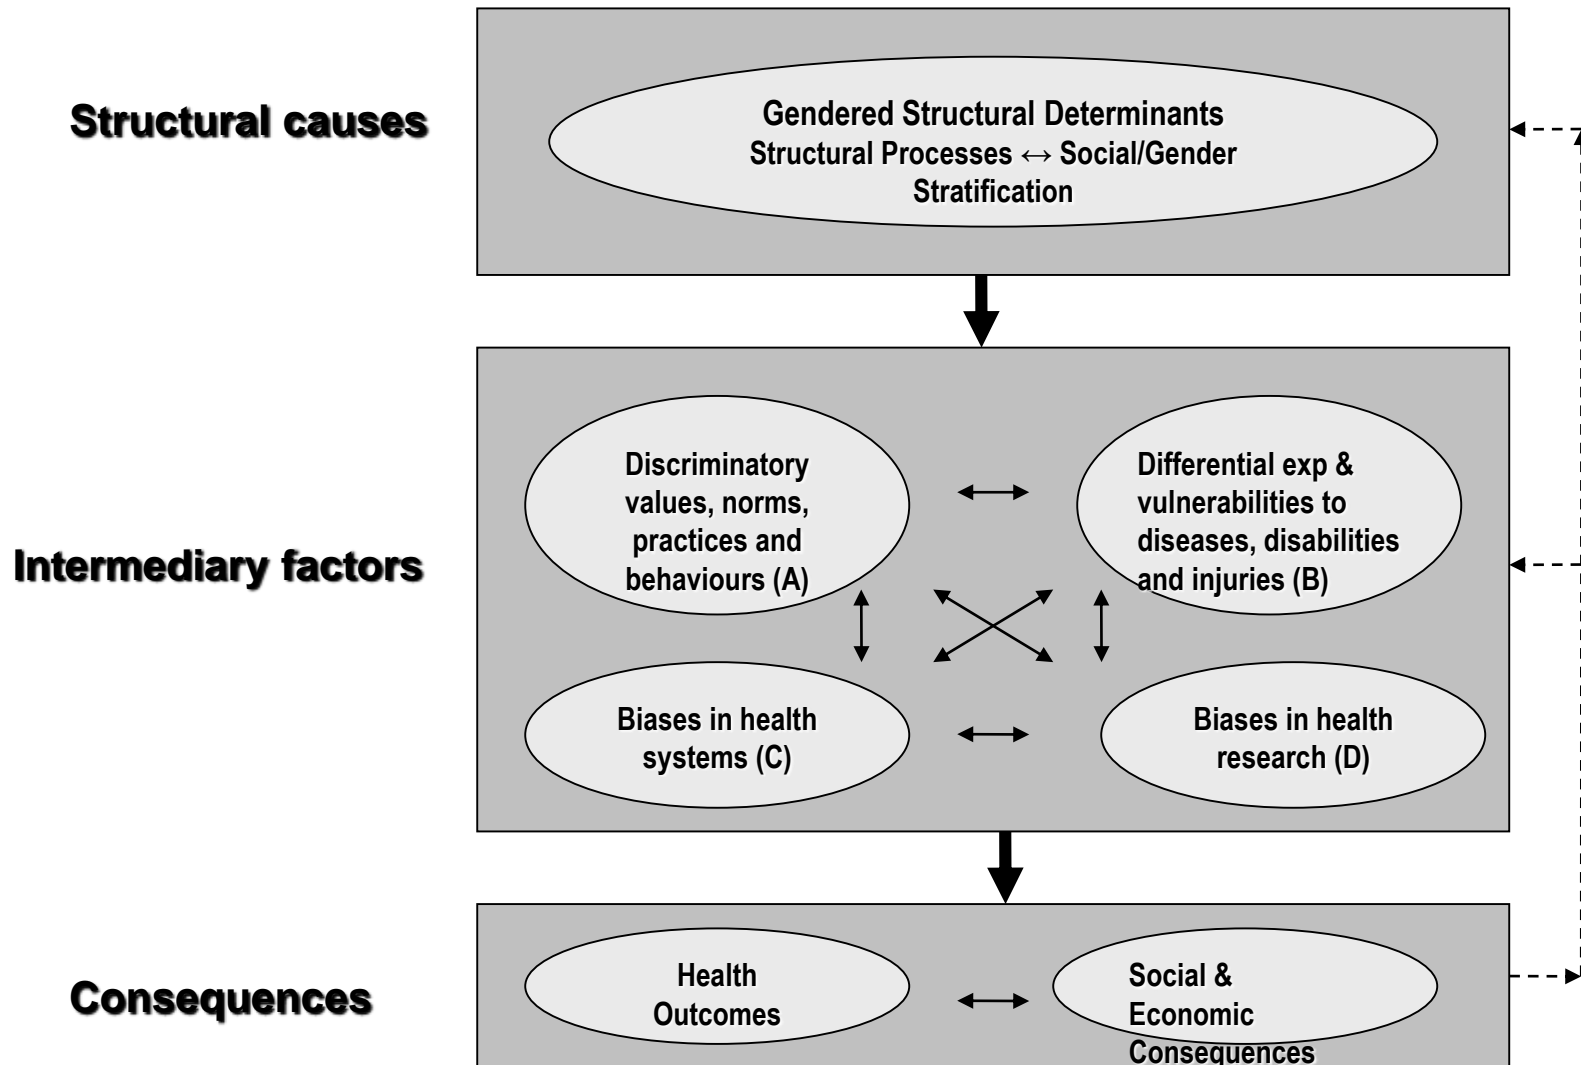 Structural causes
Gendered Structural Determinants
Structural Processes ↔ Social/Gender
Stratification
Intermediary factors
Discriminatory
values, norms,
practices and
behaviours (A)
Differential exp &
vulnerabilities to
diseases, disabilities
and injuries (B)
Biases in health
systems (C)
Biases in health
research (D)
Consequences
Health
Outcomes
Social &
Economic
Consequences